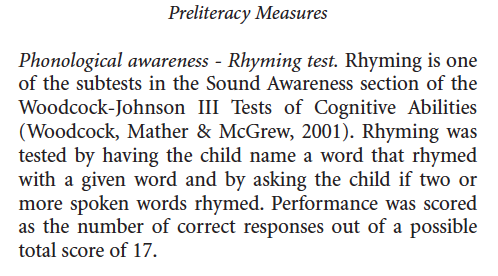 Preliteracy Measures
Phonological awareness - Rhyming test. Rhyming is one
of the subtests in the Sound Awareness section of the
Woodcock-Johnson III Tests of Cognitive Abilities
(Woodcock, Mather & McGrew, 2001). Rhyming was
tested by having the child name a word that rhymed
with a given word and by asking the child if two or
more spoken words rhymed. Performance was scored
as the number of correct responses out of a possible
total score of 17.